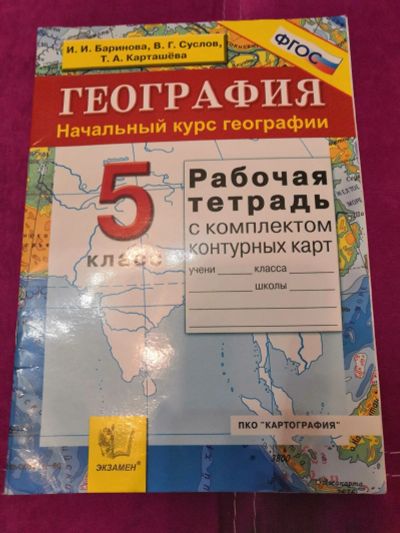 И. И. Баринова, В. Г. Суслов,
Т. А. Карташёва
ФГОС
ГЕОГРАФИЯ
Начальный курс географии
5
класс
Рабочая
тетрадь
с комплектом
контурных карт
учени класса
школы
ПКО "КАРТОГРАФИЯ"
ЭКЗАМЕН®